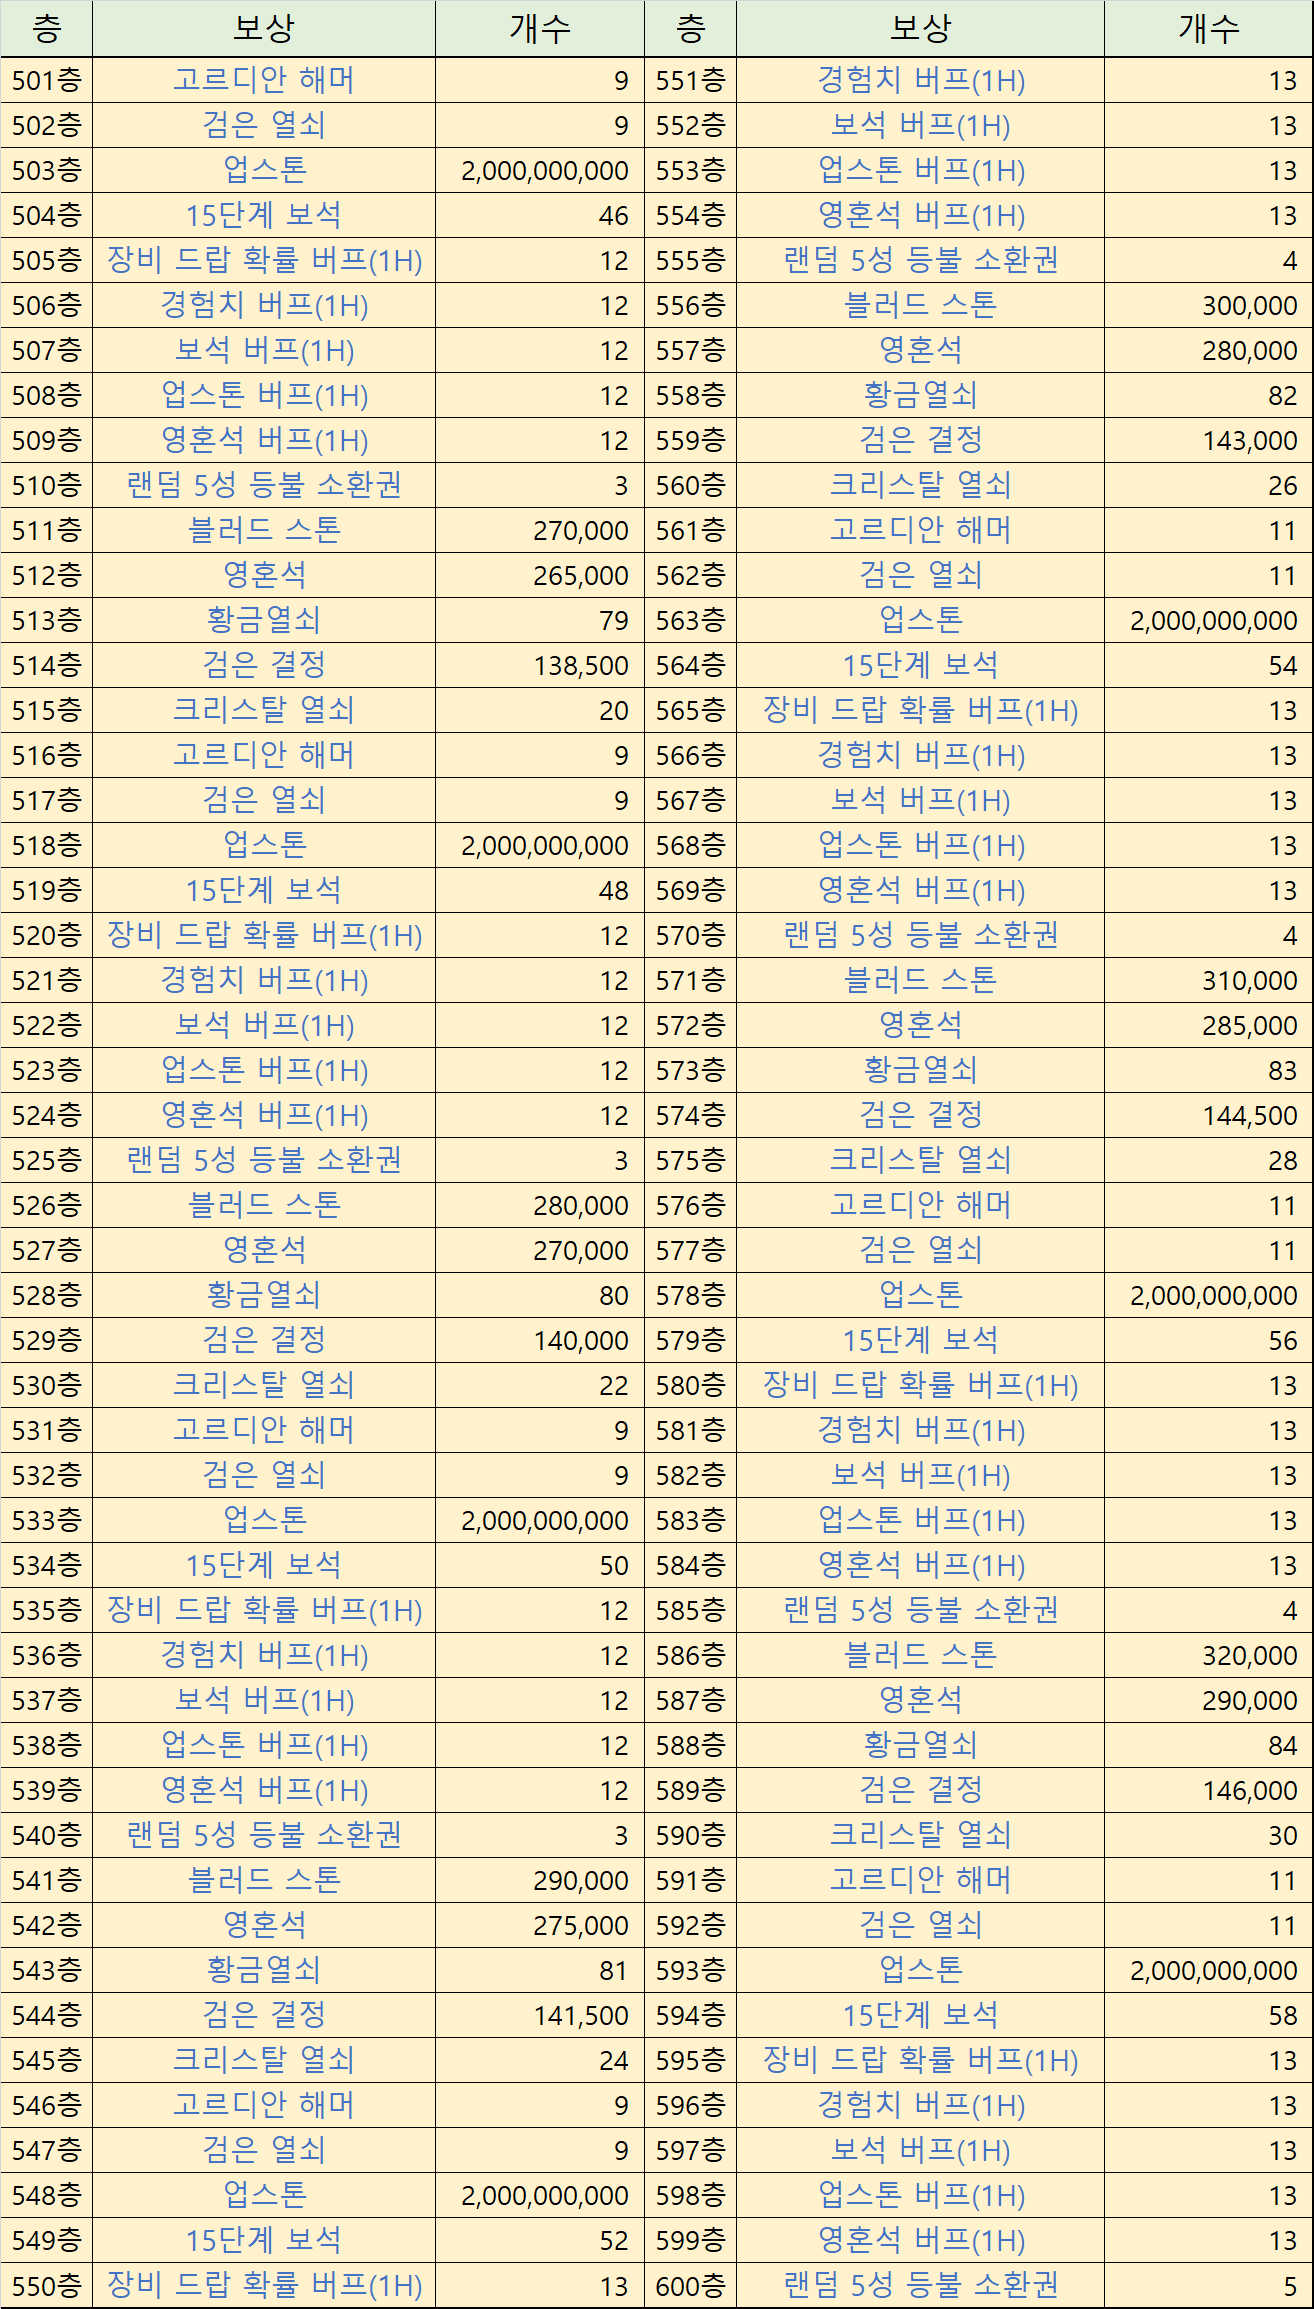 층 보상 개수 층 보상 개수
501층 고르디안 해머 9 551층 경험치 버프(1H) 13
502층 검은 열쇠 9 552층 보석 버프(1H) 13
503층 업스톤 2,000,000,000 553층 업스톤 버프(1H) 13
504층 15단계 보석 46 554층 영혼석 버프(1H) 13
505층 장비 드랍 확률 버프(1H) 12 555층 랜덤 5성 등불 소환권 4
506층 경험치 버프(1H) 12 556층 블러드 스톤 300,000
507층 보석 버프(1H) 12 557층 영혼석 280,000
508층 업스톤 버프(1H) 12 558층 황금열쇠 82
509층 영혼석 버프(1H) 12 559층 검은 결정 143,000
510층 랜덤 5성 등불 소환권 3 560층 크리스탈 열쇠 26
511층 블러드 스톤 270,000 561층 고르디안 해머 11
512층 영혼석 265,000 562층 검은 열쇠 11
513층 황금열쇠 79 563층 업스톤 2,000,000,000
514층 검은 결정 138,500 564층 15단계 보석 54
515층 크리스탈 열쇠 20 565층 장비 드랍 확률 버프(1H) 13
516층 고르디안 해머 9 566층 경험치 버프(1H) 13
517층 검은 열쇠 9 567층 보석 버프(1H) 13
518층 업스톤 2,000,000,000 568층 업스톤 버프(1H) 13
519층 15단계 보석 48 569층 영혼석 버프(1H) 13
520층 장비 드랍 확률 버프(1H) 12 570층 랜덤 5성 등불 소환권 4
521층 경험치 버프(1H) 12 571층 블러드 스톤 310,000
522층 보석 버프(1H) 12 572층 영혼석 285,000
523층 업스톤 버프(1H) 12 573층 황금열쇠 83
524층 영혼석 버프(1H) 12 574층 검은 결정 144,500
525층 랜덤 5성 등불 소환권 3 575층 크리스탈 열쇠 28
526층 블러드 스톤 280,000 576층 고르디안 해머 11
527층 영혼석 270,000 577층 검은 열쇠 11
528층 황금열쇠 80 578층 업스톤 2,000,000,000
529층 검은 결정 140,000 579층 15단계 보석 56
530층 크리스탈 열쇠 22 580층 장비 드랍 확률 버프(1H) 13
531층 고르디안 해머 9 581층 경험치 버프(1H) 13
532층 검은 열쇠 9 582층 보석 버프(1H) 13
533층 업스톤 2,000,000,000 583층 업스톤 버프(1H) 13
534층 15단계 보석 50 584층 영혼석 버프(1H) 13
535층 장비 드랍 확률 버프(1H) 12 585층 랜덤 5성 등불 소환권 4
536층 경험치 버프(1H) 12 586층 블러드 스톤 320,000
537층 보석 버프(1H) 12 587층 영혼석 290,000
538층 업스톤 버프(1H) 12 588층 황금열쇠 84
539층 영혼석 버프(1H) 12 589층 검은 결정 146,000
540층 랜덤 5성 등불 소환권 3 590층 크리스탈 열쇠 30
541층 블러드 스톤 290,000 591층 고르디안 해머 11
542층 영혼석 275,000 592층 검은 열쇠 11
543층 황금열쇠 81 593층 업스톤 2,000,000,000
544층 검은 결정 141,500 594층 15단계 보석 58
545층 크리스탈 열쇠 24 595층 장비 드랍 확률 버프(1H) 13
546층 고르디안 해머 9 596층 경험치 버프(1H) 13
547층 검은 열쇠 9 597층 보석 버프(1H) 13
548층 업스톤 2,000,000,000 598층 업스톤 버프(1H) 13
549층 15단계 보석 52 599층 영혼석 버프(1H) 13
550층 장비 드랍 확률 버프(1H) 13 600층 랜덤 5성 등불 소환권 5